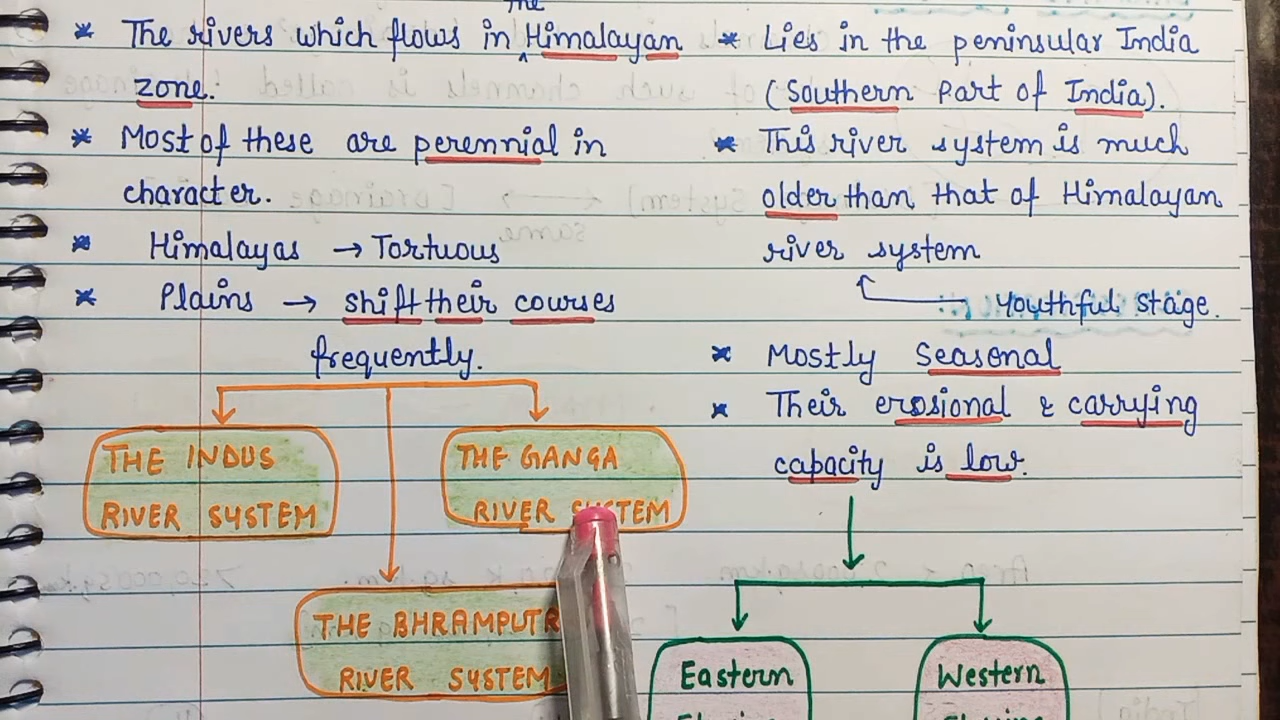 The
* The rivers which flows in ^ Himalayan
zone.
* Most of these are perennial in
character.
* Himalayas → Tortuous
* Plains → shift their courses
frequently.
THE INDUS
RIVER SYSTEM
THE GANGA
RIVER SYSTEM
THE BHRAMPUTR
RIVER SYSTEM
* Lies in the peninsular India
(Southern Part of India).
* This river system is much
older than that of Himalayan
river system
Youthful stage.
* Mostly Seasonal
* Their erosional & carrying
capacity is low.
Eastern
Western